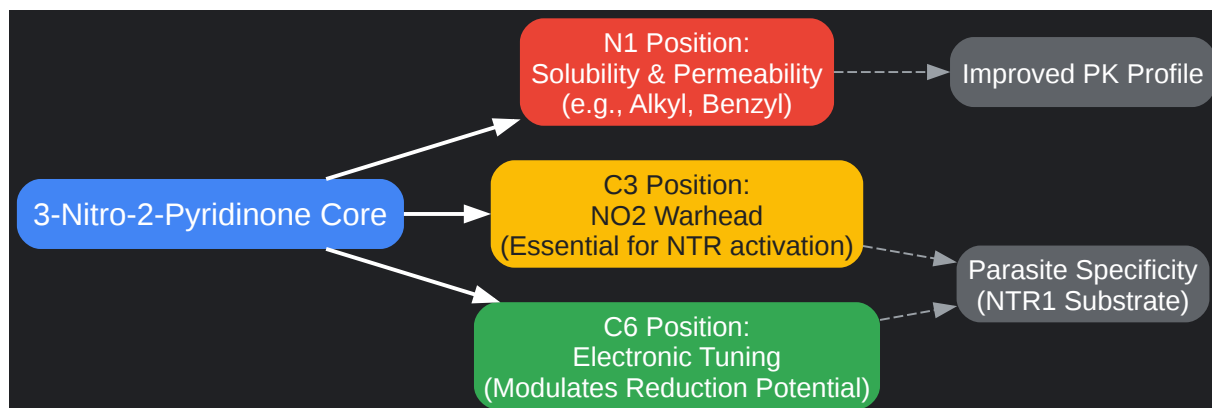 3-Nitro-2-Pyridinone Core
N1 Position:
Solubility & Permeability
(e.g., Alkyl, Benzyl)
Improved PK Profile
C3 Position:
NO2 Warhead
(Essential for NTR activation)
Parasite Specificity
(NTR1 Substrate)
C6 Position:
Electronic Tuning
(Modulates Reduction Potential)